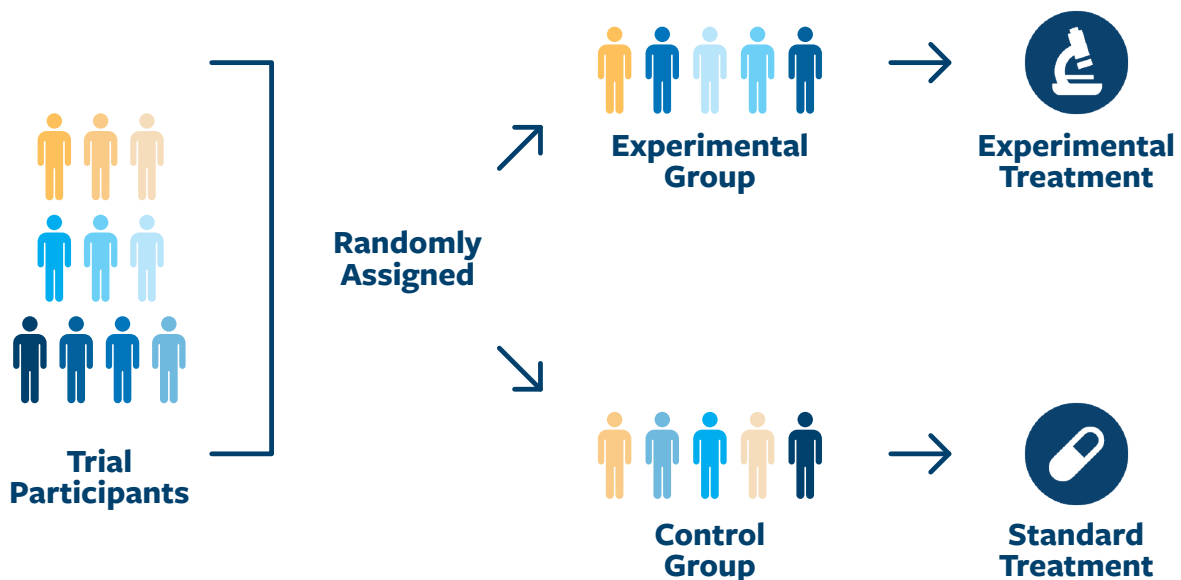 Trial
Participants
Randomly
Assigned
Experimental
Group
Experimental
Treatment
Control
Group
Standard
Treatment